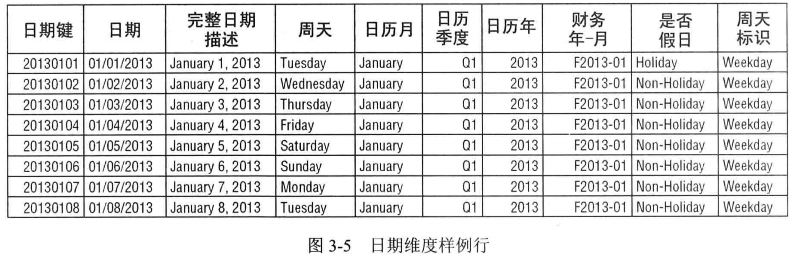 日期键 日期 完整日期描述 周天 日历月 日历季度 日历年 财务年-月 是否假日 周天标识
20130101 01/01/2013 January 1, 2013 Tuesday January Q1 2013 F2013-01 Holiday Weekday
20130102 01/02/2013 January 2, 2013 Wednesday January Q1 2013 F2013-01 Non-Holiday Weekday
20130103 01/03/2013 January 3, 2013 Thursday January Q1 2013 F2013-01 Non-Holiday Weekday
20130104 01/04/2013 January 4, 2013 Friday January Q1 2013 F2013-01 Non-Holiday Weekday
20130105 01/05/2013 January 5, 2013 Saturday January Q1 2013 F2013-01 Non-Holiday Weekday
20130106 01/06/2013 January 6, 2013 Sunday January Q1 2013 F2013-01 Non-Holiday Weekday
20130107 01/07/2013 January 7, 2013 Monday January Q1 2013 F2013-01 Non-Holiday Weekday
20130108 01/08/2013 January 8, 2013 Tuesday January Q1 2013 F2013-01 Non-Holiday Weekday
图 3-5 日期维度样例行